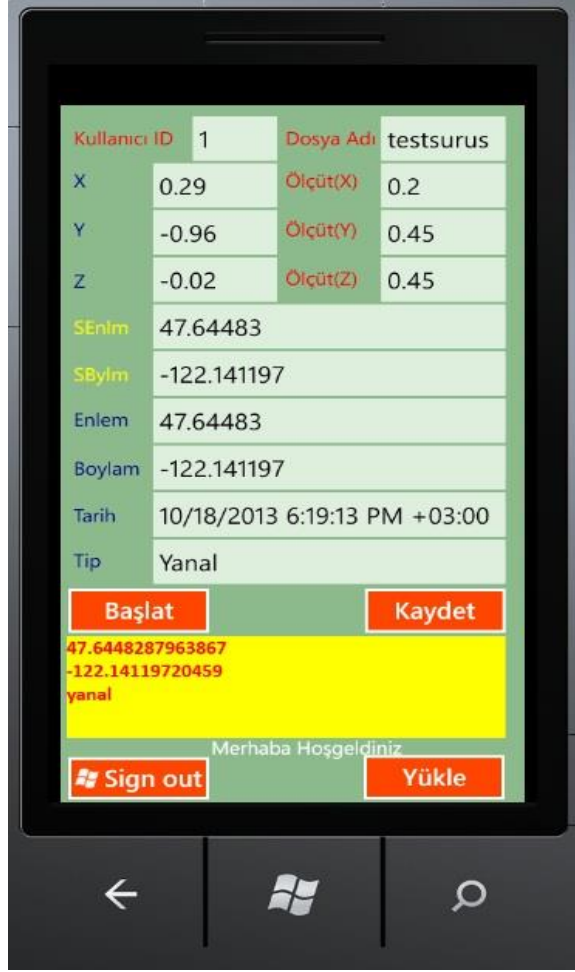 Kullanıcı ID 1 Dosya Adı testsurus
X 0.29 Ölçüt(X) 0.2
Y -0.96 Ölçüt(Y) 0.45
Z -0.02 Ölçüt(Z) 0.45
SEnlm 47.64483
SBylm -122.141197
Enlem 47.64483
Boylam -122.141197
Tarih 10/18/2013 6:19:13 PM +03:00
Tip Yanal
Başlat Kaydet
47.6448287963867
-122.14119720459
yanal
Merhaba Hoşgeldiniz
Sign out Yükle